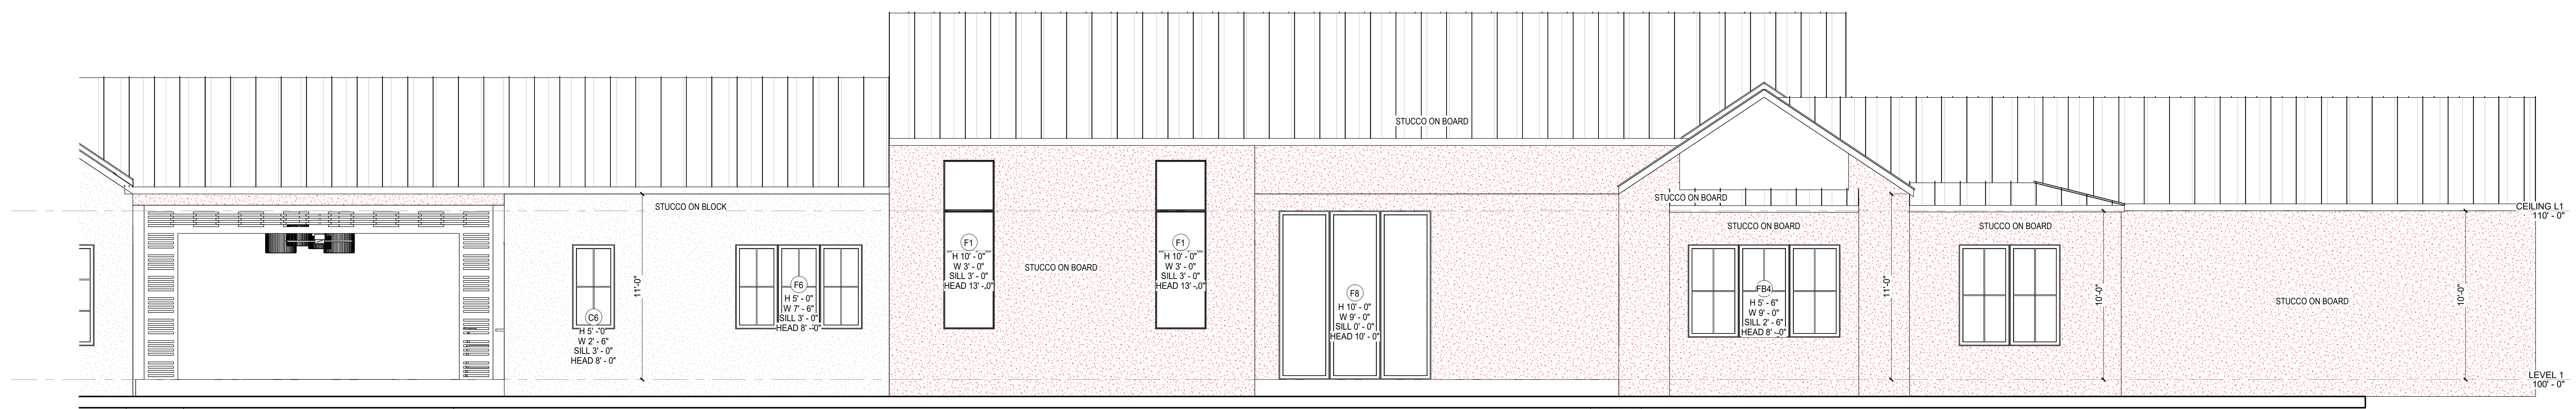 STUCCO ON BOARD
STUCCO ON BLOCK
STUCCO ON BOARD
CEILING L1
110' - 0"
STUCCO ON BOARD
STUCCO ON BOARD
F1
H 10' - 0"
W 3' - 0"
SILL 3' - 0"
HEAD 13' - 0"
F1
H 10' - 0"
W 3' - 0"
SILL 3' - 0"
HEAD 13' - 0"
STUCCO ON BOARD
11'-0"
C6
H 5' - 0"
W 2' - 6"
SILL 3' - 0"
HEAD 8' - 0"
F6
H 5' - 0"
W 7' - 6"
SILL 3' - 0"
HEAD 8' - 0"
F8
H 10' - 0"
W 9' - 0"
SILL 0' - 0"
HEAD 10' - 0"
FB4
H 5' - 6"
W 9' - 0"
SILL 2' - 6"
HEAD 8' - 0"
11'-0"
10'-0"
STUCCO ON BOARD
10'-0"
LEVEL 1
100' - 0"